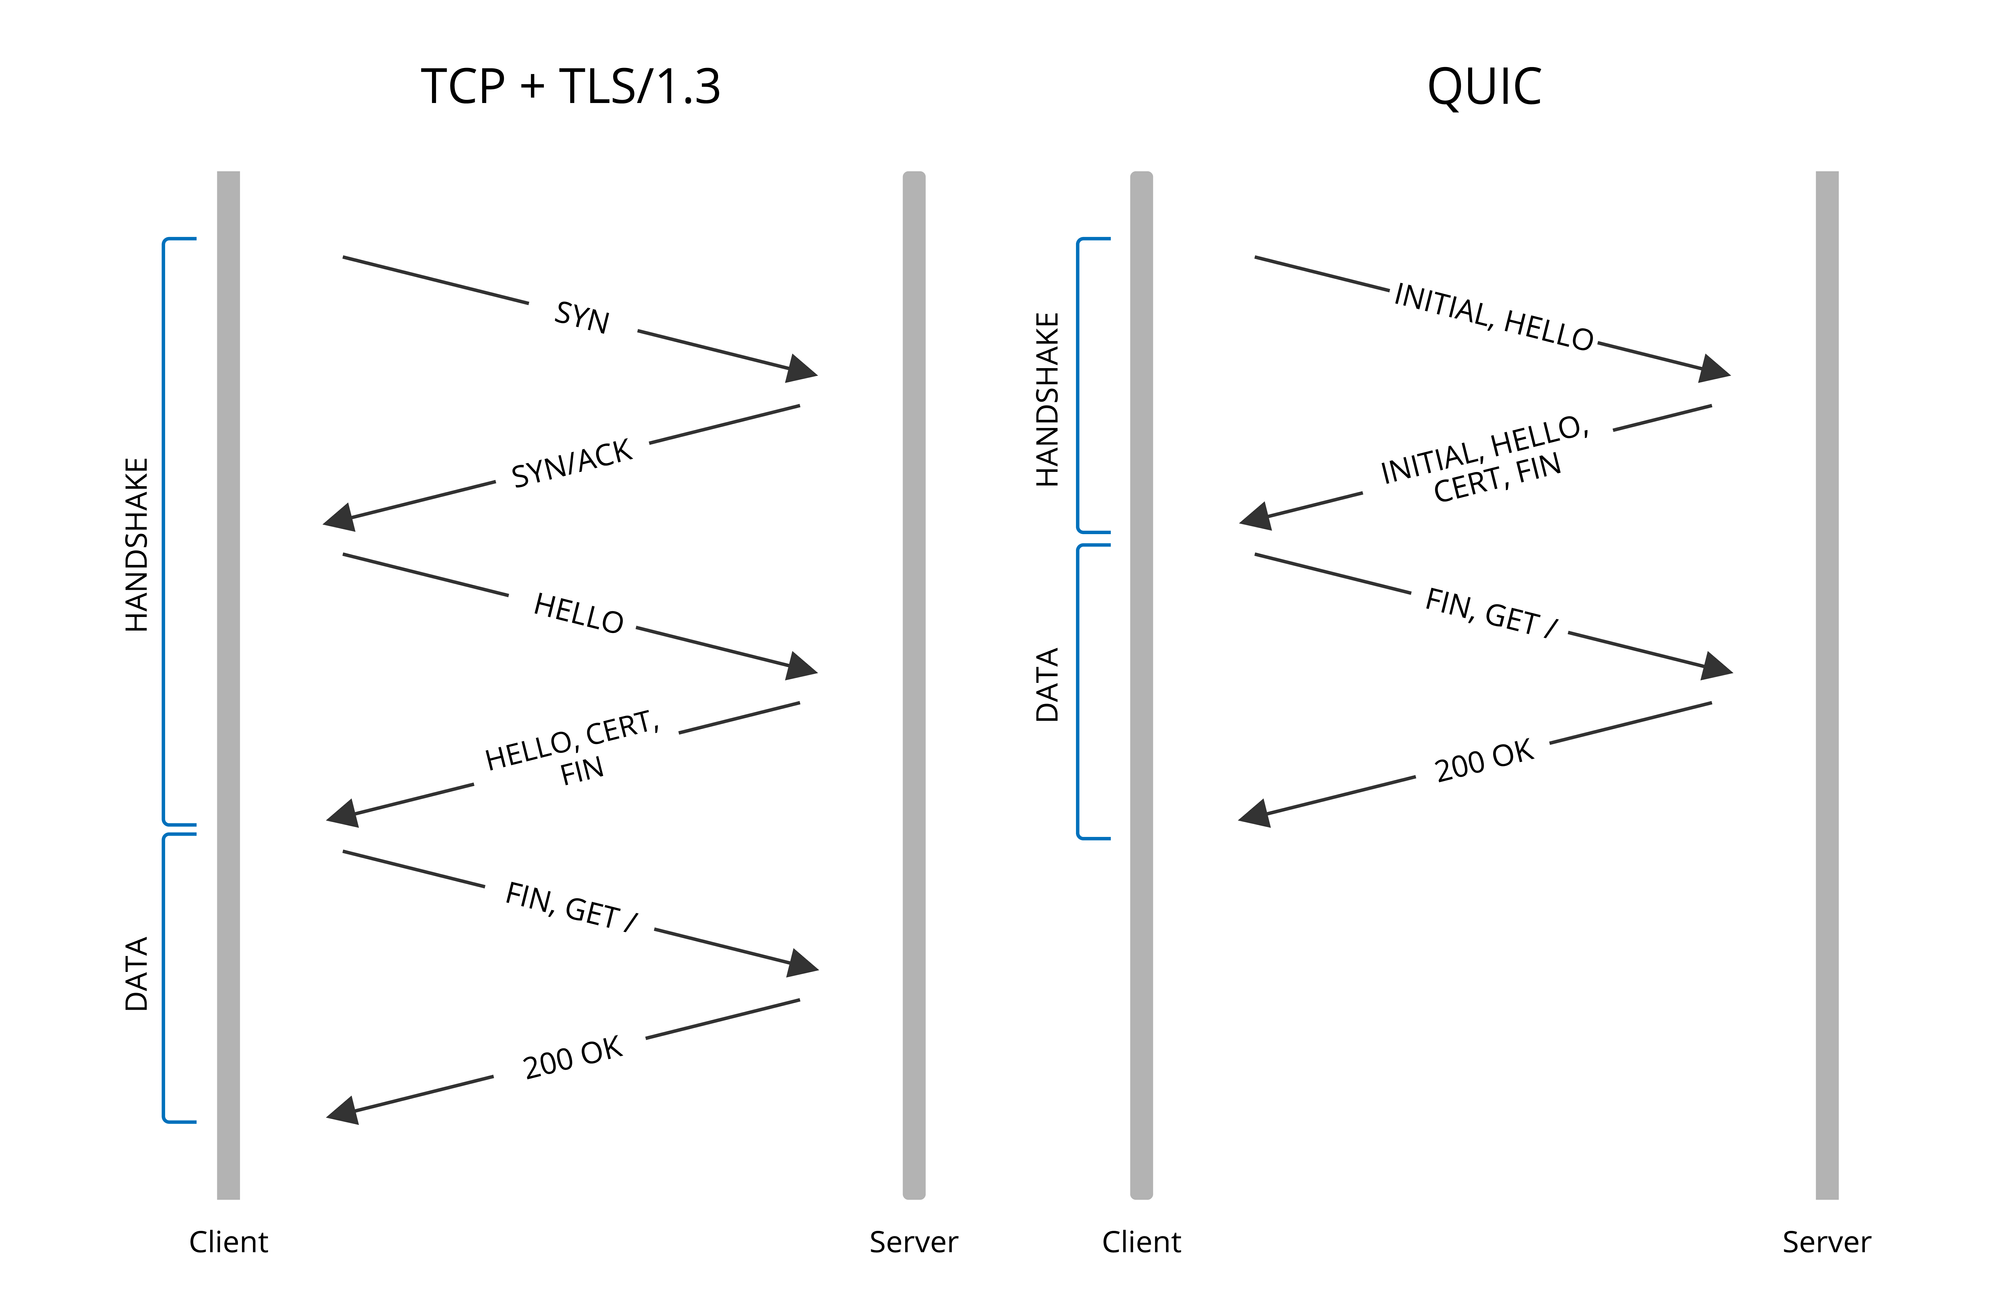 TCP + TLS/1.3
HANDSHAKE
SYN
SYN/ACK
HELLO
HELLO, CERT,
FIN
DATA
FIN, GET /
200 OK
Client
Server
QUIC
HANDSHAKE
INITIAL, HELLO
INITIAL, HELLO,
CERT, FIN
DATA
FIN, GET /
200 OK
Client
Server